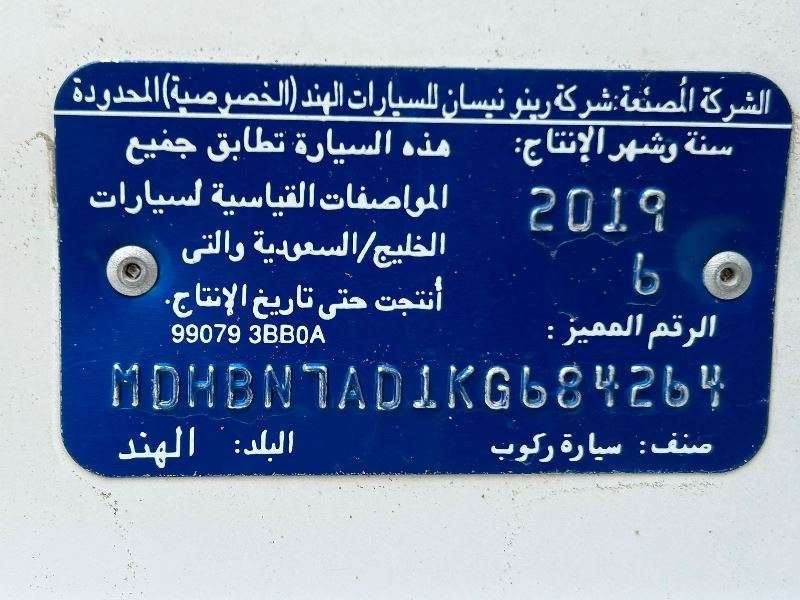 الشركة المُصنّعة: شركة رينو نيسان للسيارات الهند (الخصوصية) المحدودة
سنة وشهر الإنتاج:
2019
6
هذه السيارة تطابق جميع
المواصفات القياسية لسيارات
الخليج/السعودية والتى
أنتجت حتى تاريخ الإنتاج.
99079 3BB0A
الرقم المميز:
MDHBN7AD1KG684264
صنف: سيارة ركوب
البلد: الهند